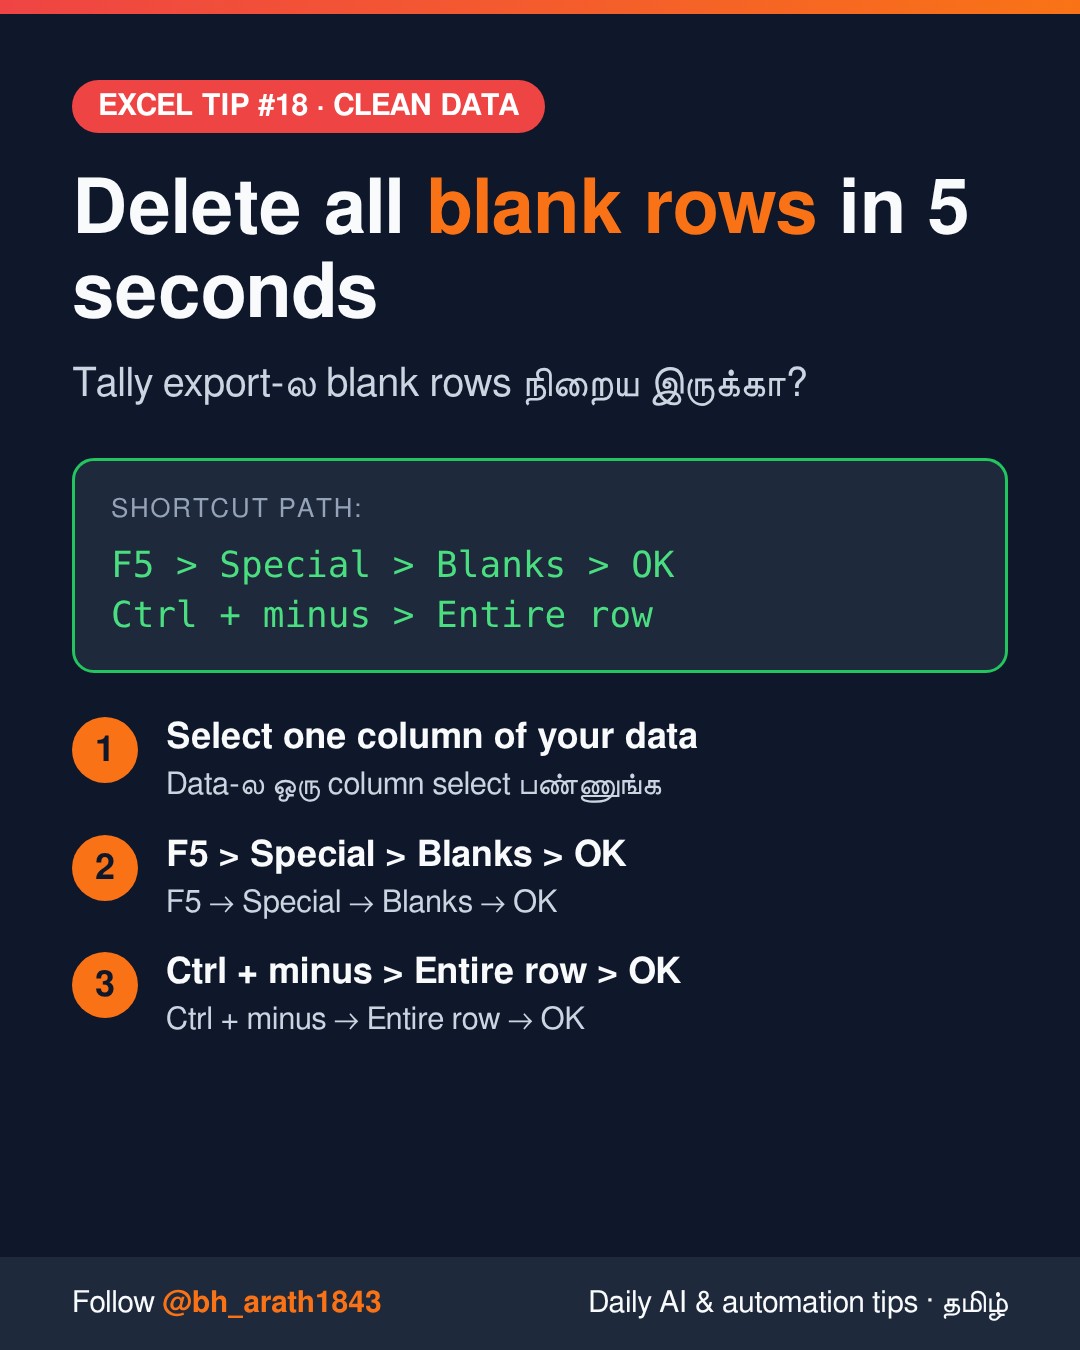 EXCEL TIP #18 · CLEAN DATA
Delete all blank rows in 5
seconds
Tally export-ல blank rows நிறைய இருக்கா?
SHORTCUT PATH:
F5 > Special > Blanks > OK
Ctrl + minus > Entire row
1
Select one column of your data
Data-ல ஒரு column select பண்ணுங்க
2
F5 > Special > Blanks > OK
F5 → Special → Blanks → OK
3
Ctrl + minus > Entire row > OK
Ctrl + minus → Entire row → OK
Follow @bh_arath1843
Daily AI & automation tips · தமிழ்